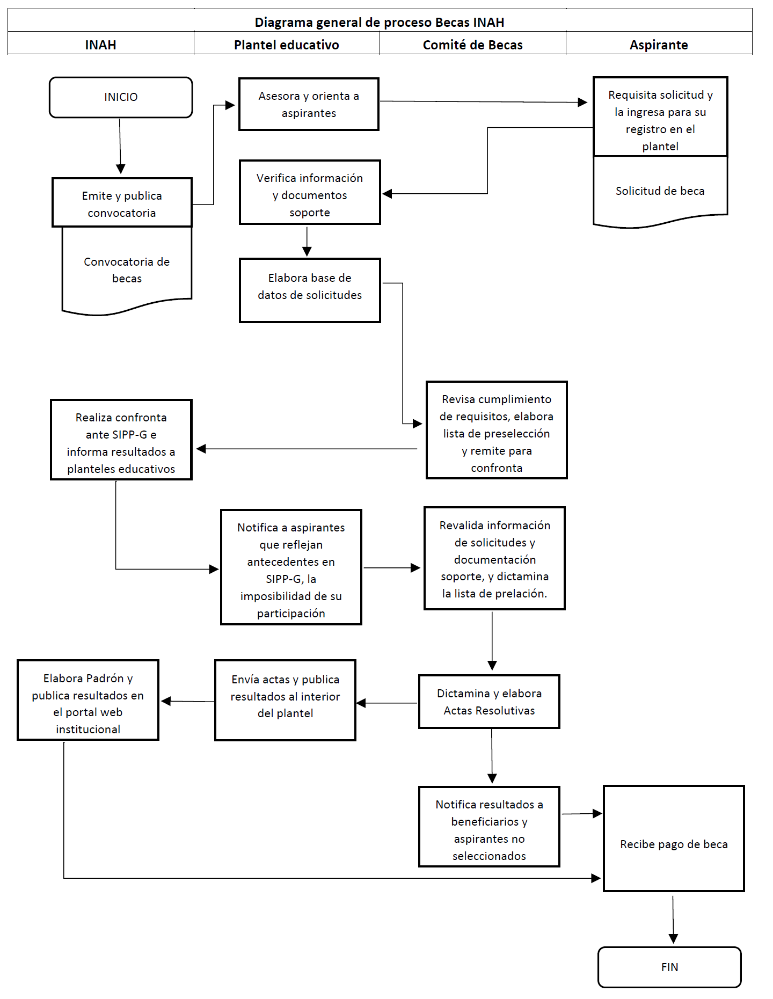 Diagrama general de proceso Becas INAH
INAH
Plantel educativo
Comité de Becas
Aspirante
INICIO
Asesora y orienta a
aspirantes
Requisita solicitud y
la ingresa para su
registro en el
plantel
Solicitud de beca
Emite y publica
convocatoria
Convocatoria de
becas
Verifica información
y documentos
soporte
Elabora base de
datos de solicitudes
Revisa cumplimiento
de requisitos, elabora
lista de preselección
y remite para
confronta
Realiza confronta
ante SIPP-G e
informa resultados a
planteles educativos
Notifica a aspirantes
que reflejan
antecedentes en
SIPP-G, la
imposibilidad de su
participación
Revalida información
de solicitudes y
documentación
soporte, y dictamina
la lista de prelación.
Dictamina y elabora
Actas Resolutivas
Envía actas y publica
resultados al interior
del plantel
Elabora Padrón y
publica resultados en
el portal web
institucional
Notifica resultados a
beneficiarios y
aspirantes no
seleccionados
Recibe pago de beca
FIN